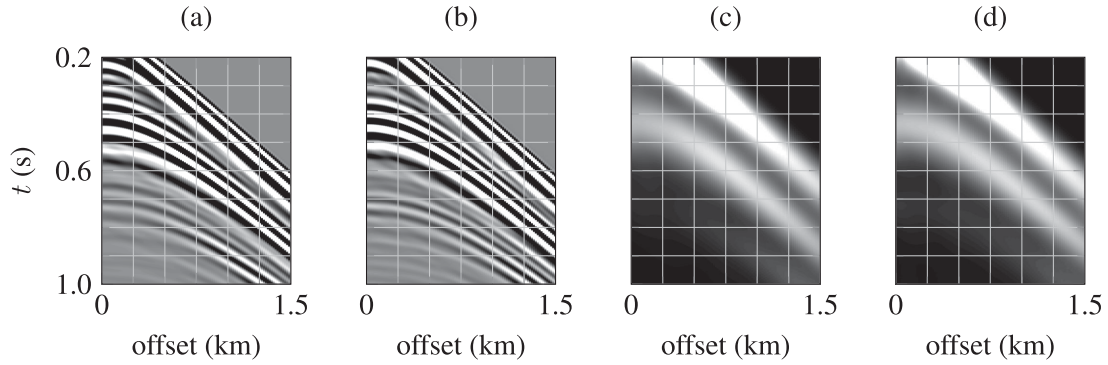 (a) (b) (c) (d)
0.2
0.6
t (s)
1.0
0 1.5 0 1.5 0 1.5 0 1.5
offset (km) offset (km) offset (km) offset (km)